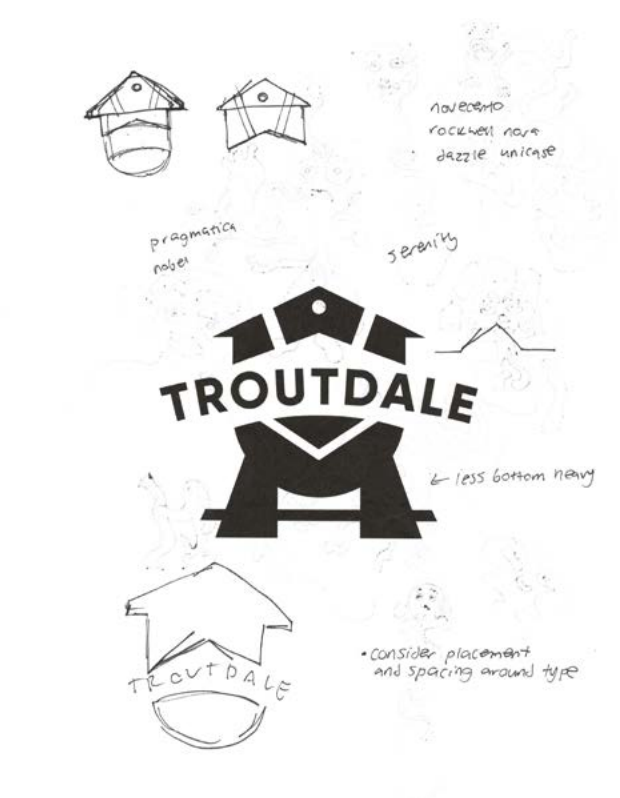 novecento
rockwell nova
dazzle unicase
pragmatica
nobel
serenity
TROUTDALE
← less bottom heavy
TROUTDALE
• consider placement
and spacing around type